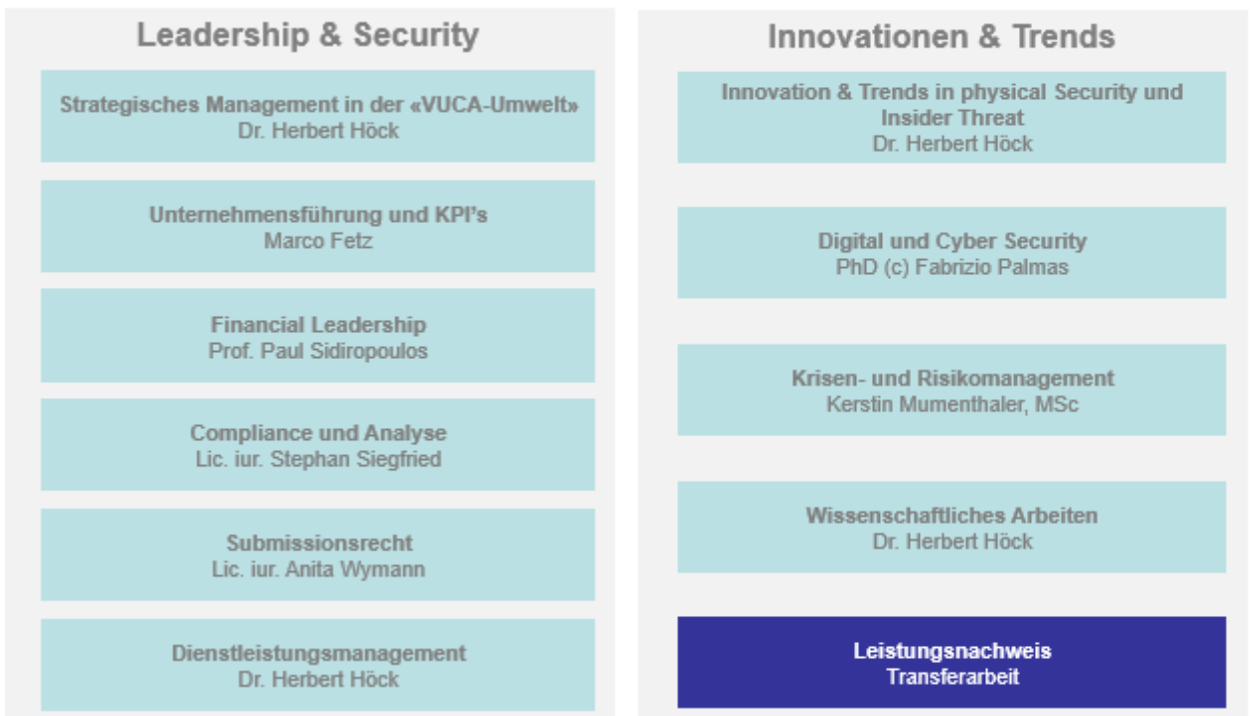 Leadership & Security
Strategisches Management in der «VUCA-Umwelt»
Dr. Herbert Höck
Unternehmensführung und KPI's
Marco Fetz
Financial Leadership
Prof. Paul Sidiropoulos
Compliance und Analyse
Lic. iur. Stephan Siegfried
Submissionsrecht
Lic. iur. Anita Wymann
Dienstleistungsmanagement
Dr. Herbert Höck
Innovationen & Trends
Innovation & Trends in physical Security und
Insider Threat
Dr. Herbert Höck
Digital und Cyber Security
PhD (c) Fabrizio Palmas
Krisen- und Risikomanagement
Kerstin Mumenthaler, MSc
Wissenschaftliches Arbeiten
Dr. Herbert Höck
Leistungsnachweis
Transferarbeit